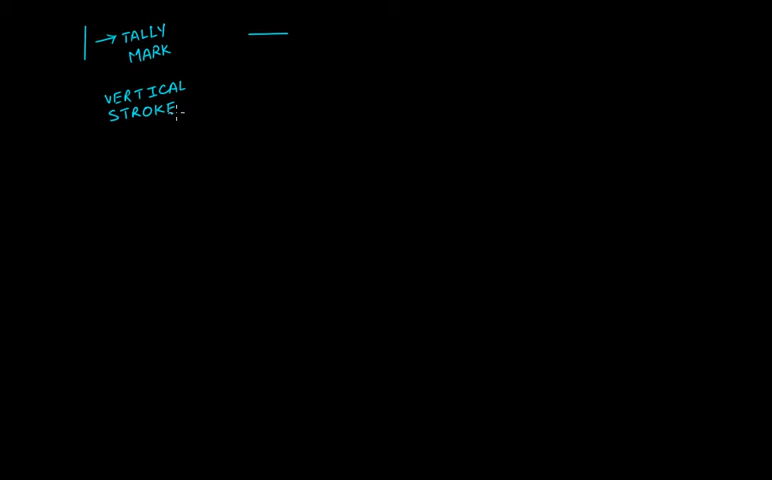 | → TALLY
MARK
VERTICAL
STROKE